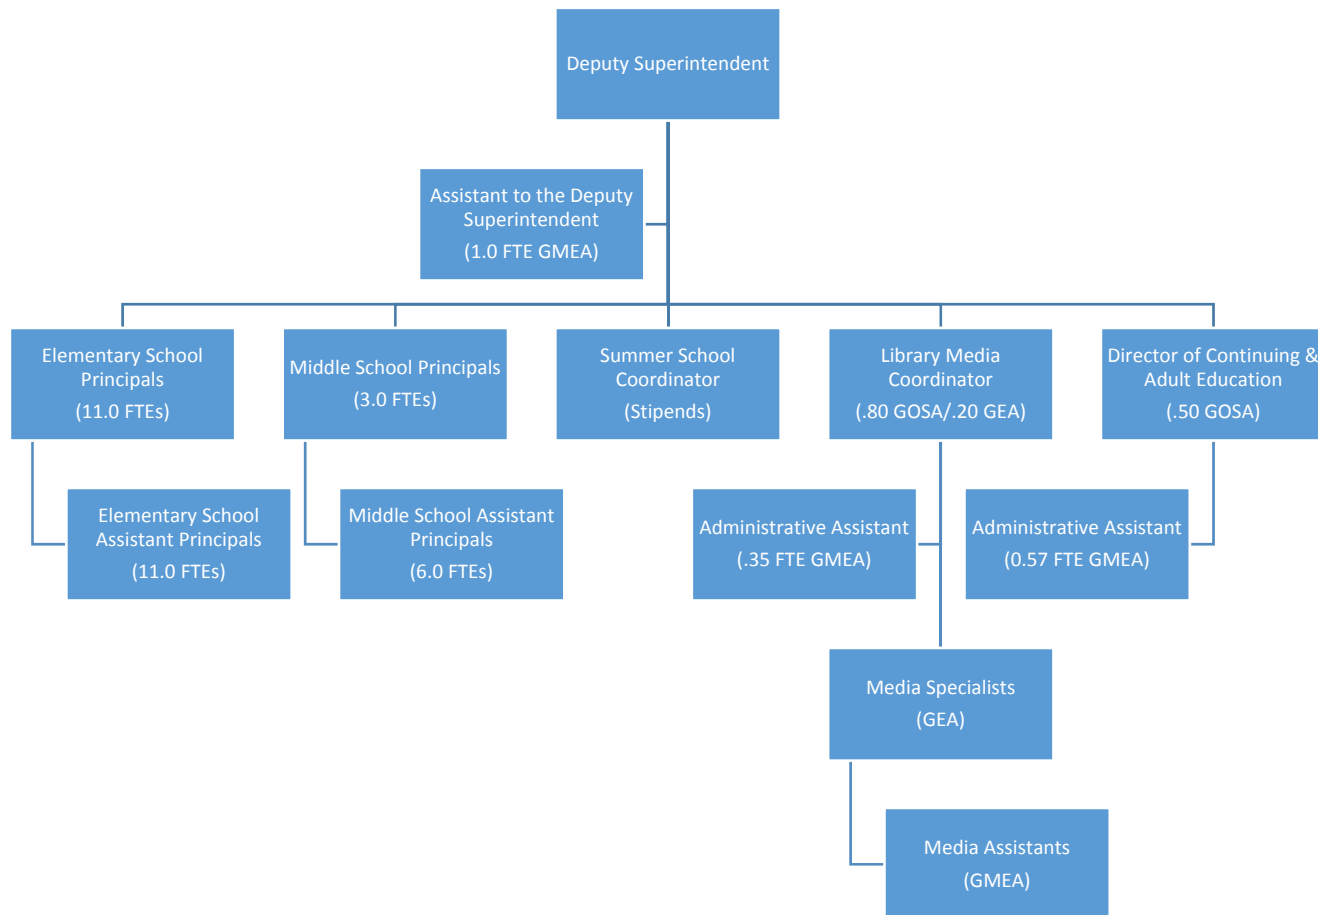 Deputy Superintendent
Assistant to the Deputy
Superintendent
(1.0 FTE GMEA)
Elementary School
Principals
(11.0 FTEs)
Middle School Principals
(3.0 FTEs)
Summer School
Coordinator
(Stipends)
Library Media
Coordinator
(.80 GOSA/.20 GEA)
Director of Continuing &
Adult Education
(.50 GOSA)
Elementary School
Assistant Principals
(11.0 FTEs)
Middle School Assistant
Principals
(6.0 FTEs)
Administrative Assistant
(.35 FTE GMEA)
Administrative Assistant
(0.57 FTE GMEA)
Media Specialists
(GEA)
Media Assistants
(GMEA)